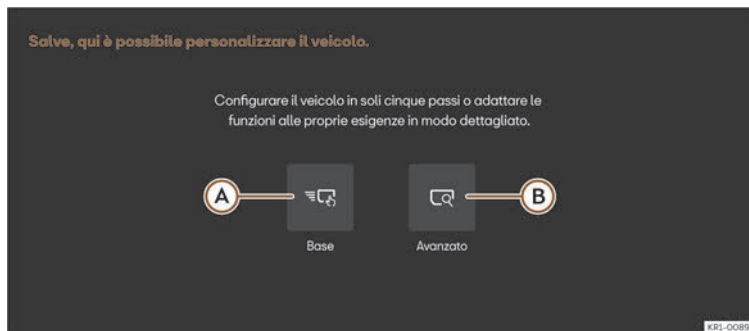 Salve, qui è possibile personalizzare il veicolo.
Configurare il veicolo in soli cinque passi o adattare le
funzioni alle proprie esigenze in modo dettagliato.
A
B
Base
Avanzato
KR1-0089